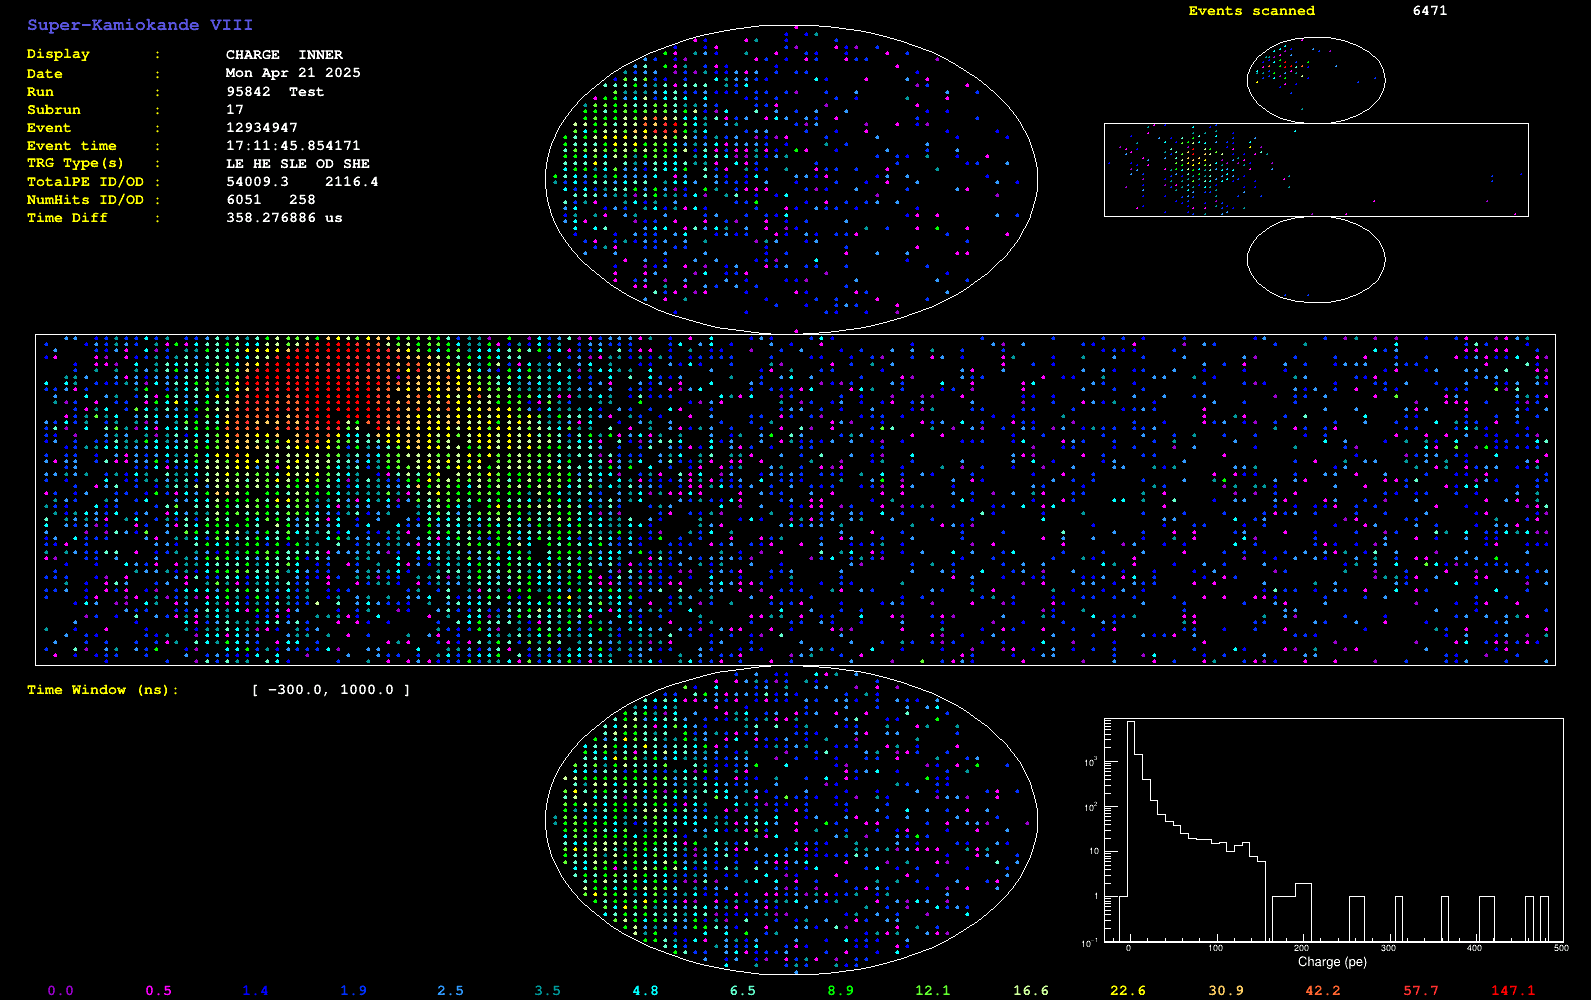 Super-Kamiokande VIII
Display : CHARGE INNER
Date : Mon Apr 21 2025
Run : 95842 Test
Subrun : 17
Event : 12934947
Event time : 17:11:45.854171
TRG Type(s) : LE HE SLE OD SHE
TotalPE ID/OD : 54009.3 2116.4
NumHits ID/OD : 6051 258
Time Diff : 358.276886 us
Events scanned 6471
Time Window (ns): [ -300.0, 1000.0 ]
10³
10²
10
1
10⁻¹
0 100 200 300 400 500
Charge (pe)
0.0 0.5 1.4 1.9 2.5 3.5 4.8 6.5 8.9 12.1 16.6 22.6 30.9 42.2 57.7 147.1